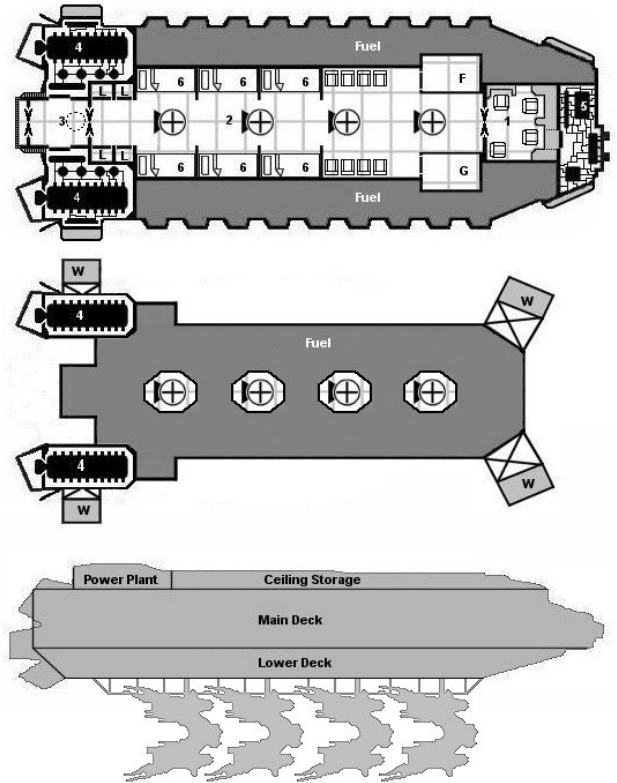 4
Fuel
6
6
6
F
L L
3
2
1
5
L L
6
6
6
G
4
Fuel
W
W
4
Fuel
4
W
W
Power Plant
Ceiling Storage
Main Deck
Lower Deck